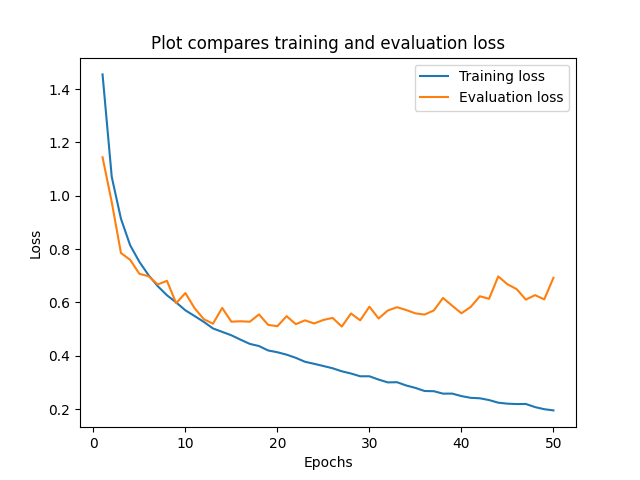 Plot compares training and evaluation loss
Training loss
Evaluation loss
1.4
1.2
1.0
0.8
0.6
0.4
0.2
Loss
0 10 20 30 40 50
Epochs